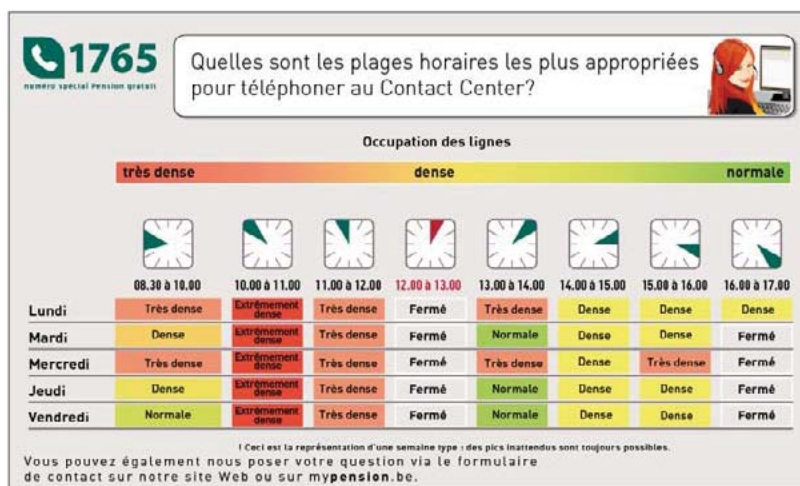 1765
numéro spécial Pension gratuit
Quelles sont les plages horaires les plus appropriées
pour téléphoner au Contact Center?
Occupation des lignes
très dense dense normale
08.30 à 10.00 10.00 à 11.00 11.00 à 12.00 12.00 à 13.00 13.00 à 14.00 14.00 à 15.00 15.00 à 16.00 16.00 à 17.00
Lundi Très dense Extrêmement dense Très dense Fermé Très dense Dense Dense Dense
Mardi Dense Extrêmement dense Très dense Fermé Normale Dense Dense Fermé
Mercredi Très dense Extrêmement dense Très dense Fermé Très dense Dense Très dense Fermé
Jeudi Dense Extrêmement dense Très dense Fermé Normale Dense Dense Fermé
Vendredi Normale Extrêmement dense Très dense Fermé Normale Dense Dense Fermé
! Ceci est la représentation d'une semaine type : des pics inattendus sont toujours possibles.
Vous pouvez également nous poser votre question via le formulaire
de contact sur notre site Web ou sur mypension.be.